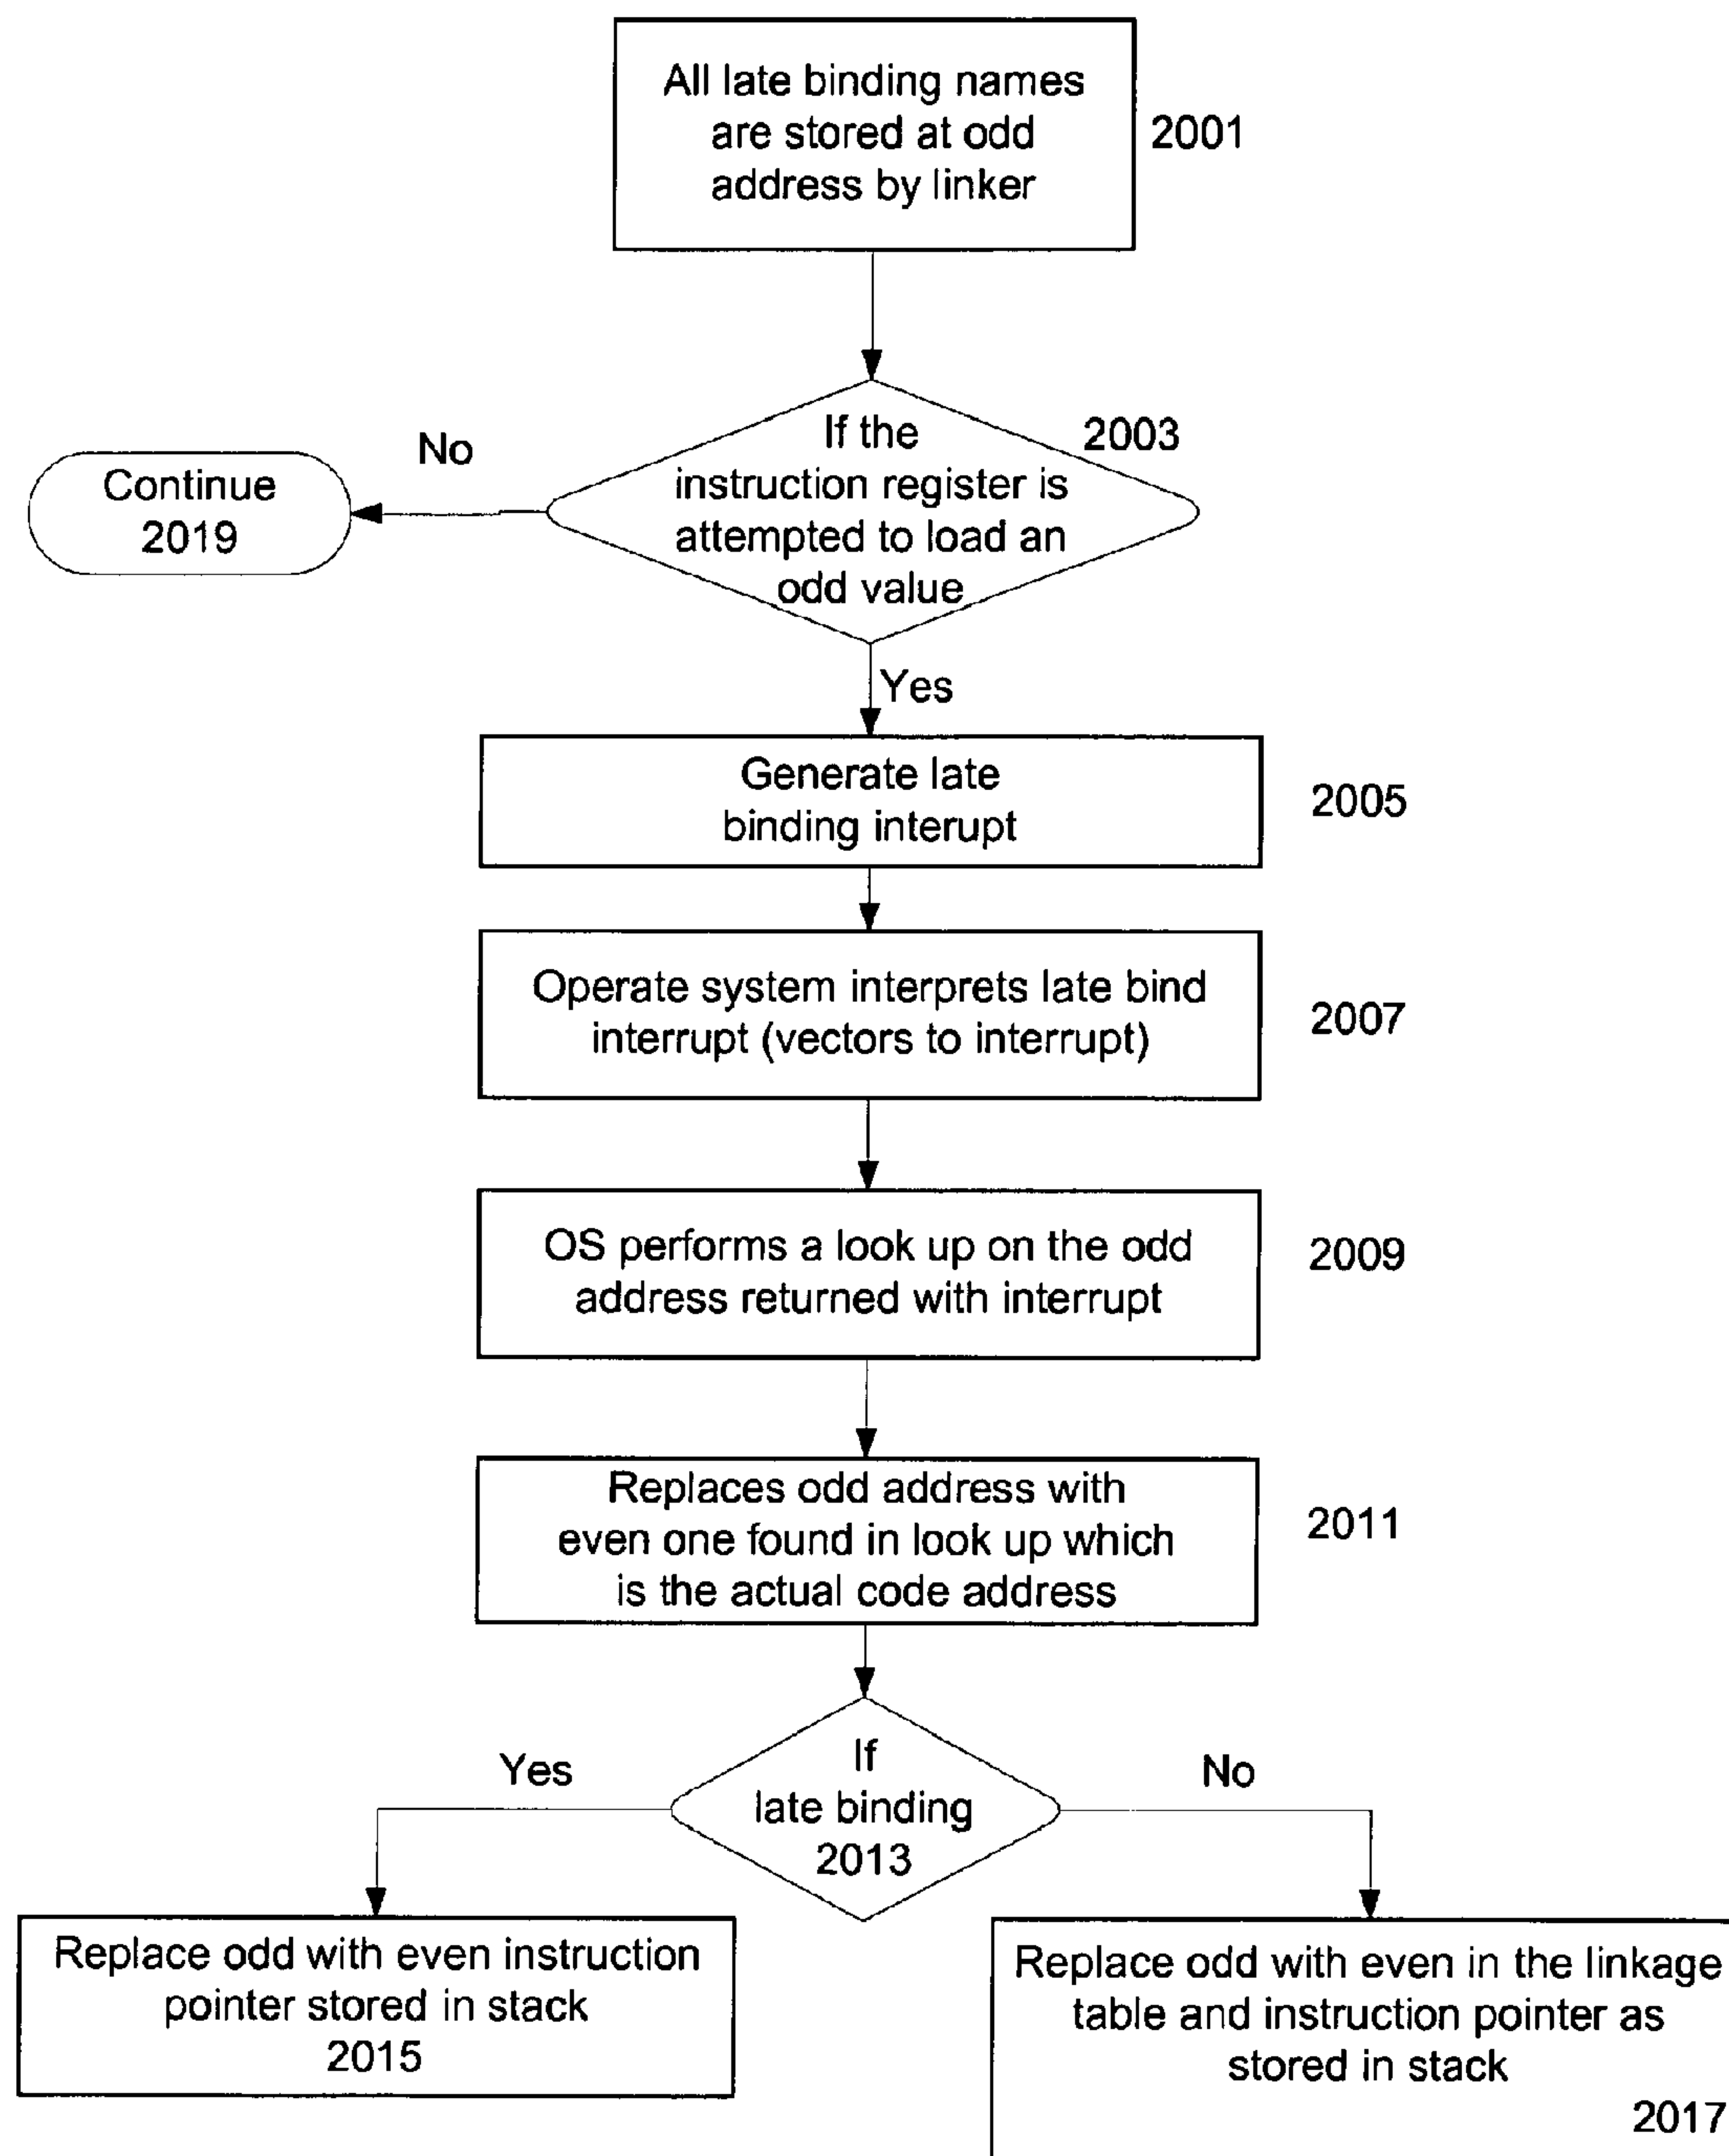 All late binding names
are stored at odd
address by linker
2001
If the
instruction register is
attempted to load an
odd value
2003
No
Continue
2019
Yes
Generate late
binding interupt
2005
Operate system interprets late bind
interrupt (vectors to interrupt)
2007
OS performs a look up on the odd
address returned with interrupt
2009
Replaces odd address with
even one found in look up which
is the actual code address
2011
If
late binding
2013
Yes
No
Replace odd with even instruction
pointer stored in stack
2015
Replace odd with even in the linkage
table and instruction pointer as
stored in stack
2017